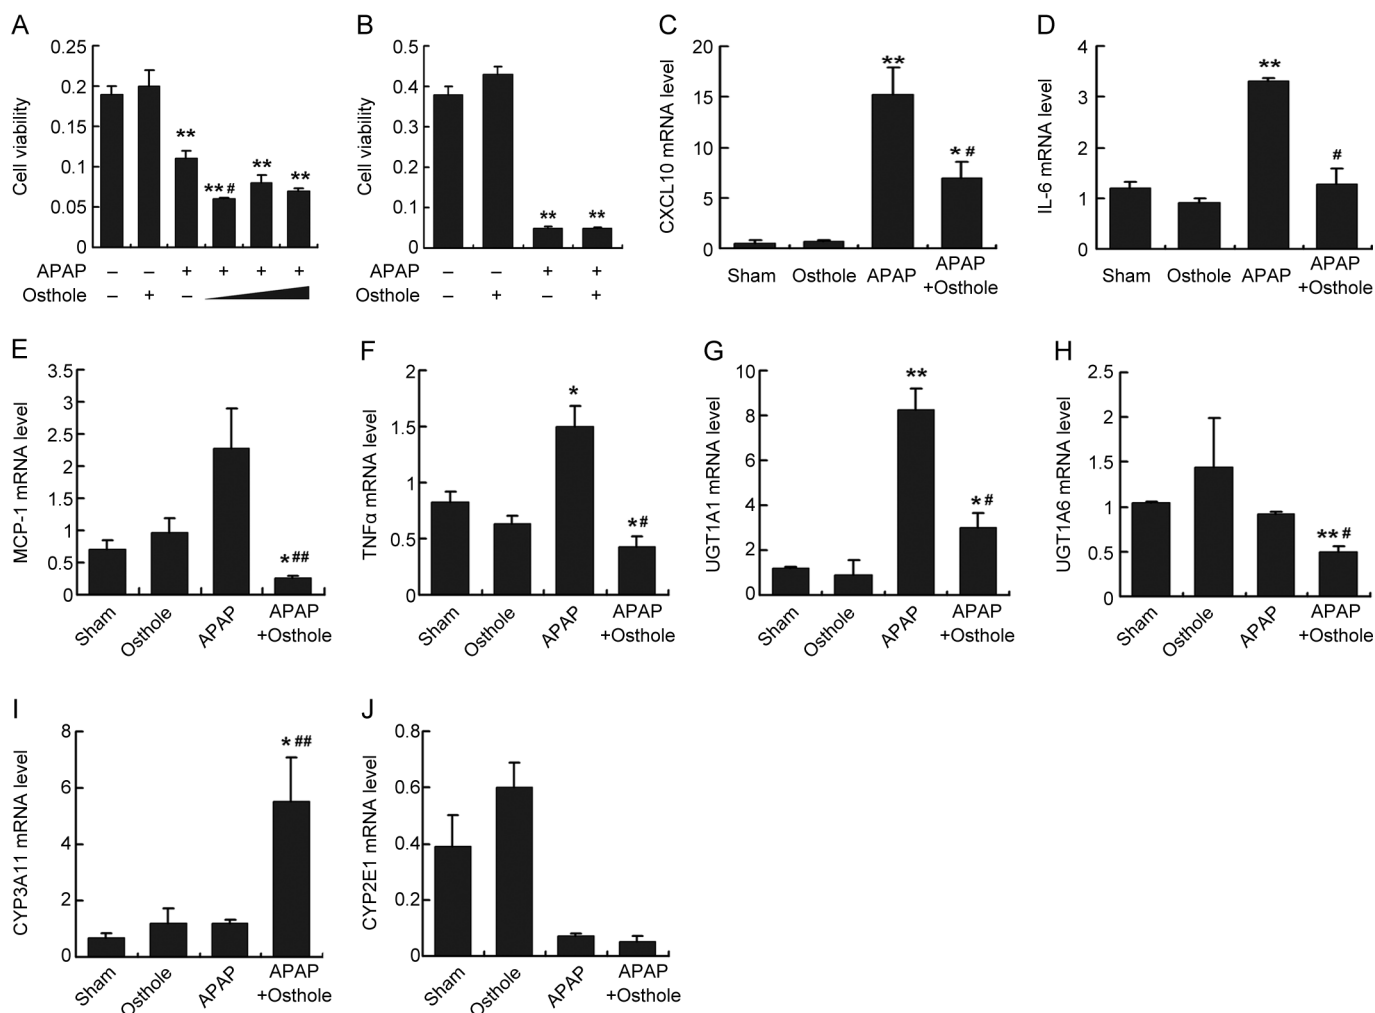 A
Cell viability
0.25
0.2
0.15
0.1
0.05
0
**
**#
**
**
APAP – – + + + +
Osthole – + –
B
Cell viability
0.5
0.4
0.3
0.2
0.1
0
**
**
APAP – – + +
Osthole – + – +
C
CXCL10 mRNA level
20
15
10
5
0
**
*#
Sham Osthole APAP APAP
+Osthole
D
IL-6 mRNA level
4
3
2
1
0
**
#
Sham Osthole APAP APAP
+Osthole
E
MCP-1 mRNA level
3.5
3
2.5
2
1.5
1
0.5
0
*##
Sham Osthole APAP APAP
+Osthole
F
TNFα mRNA level
2
1.5
1
0.5
0
*
*#
Sham Osthole APAP APAP
+Osthole
G
UGT1A1 mRNA level
10
8
6
4
2
0
**
*#
Sham Osthole APAP APAP
+Osthole
H
UGT1A6 mRNA level
2.5
2
1.5
1
0.5
0
**#
Sham Osthole APAP APAP
+Osthole
I
CYP3A11 mRNA level
8
6
4
2
0
*##
Sham Osthole APAP APAP
+Osthole
J
CYP2E1 mRNA level
0.8
0.6
0.4
0.2
0
Sham Osthole APAP APAP
+Osthole